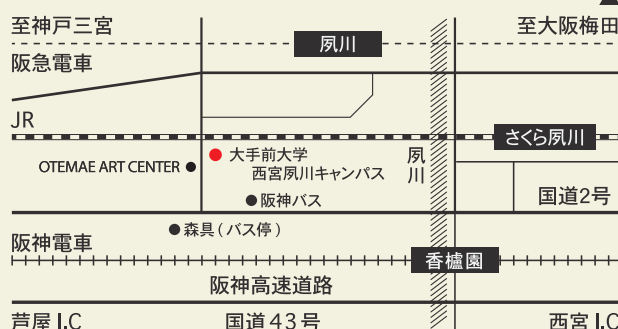 至神戸三宮
至大阪梅田
夙川
阪急電車
JR
さくら夙川
大手前大学
西宮夙川キャンパス
夙川
OTEMAE ART CENTER
阪神バス
国道2号
森具(バス停)
阪神電車
香櫨園
阪神高速道路
芦屋I.C
国道43号
西宮I.C